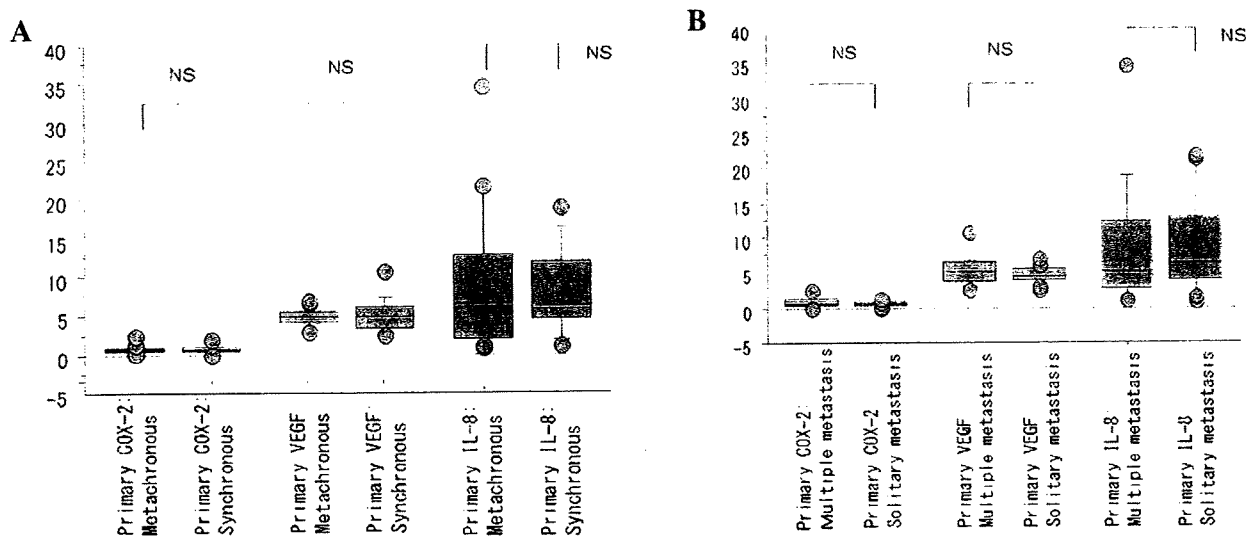 A
40
35
30
25
20
15
10
5
0
-5
NS
NS
NS
Primary COX-2:
Metachronous
Primary COX-2:
Synchronous
Primary VEGF
Metachronous
Primary VEGF
Synchronous
Primary IL-8:
Metachronous
Primary IL-8:
Synchronous
B
40
35
30
25
20
15
10
5
0
-5
NS
NS
NS
Primary COX-2:
Multiple metastasis
Primary COX-2
Solitary metastasis
Primary VEGF
Multiple metastasis
Primary VEGF
Solitary metastasis
Primary IL-8
Multiple metastasis
Primary IL-8
Solitary metastasis